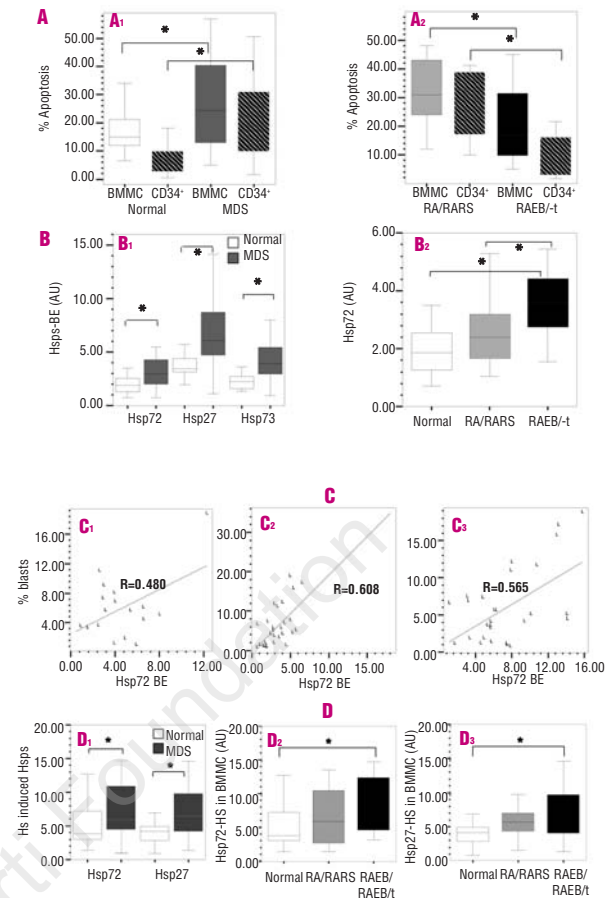 A
A1
*
*
% Apoptosis
50.00
40.00
30.00
20.00
10.00
0.00
BMMC CD34+ BMMC CD34+
Normal MDS
A2
*
*
% Apoptosis
50.00
40.00
30.00
20.00
10.00
BMMC CD34+ BMMC CD34+
RA/RARS RAEB/-t
B
B1
Normal
MDS
*
*
*
Hsps-BE (AU)
15.00
10.00
5.00
0.00
Hsp72 Hsp27 Hsp73
B2
*
*
Hsp72 (AU)
6.00
4.00
2.00
0.00
Normal RA/RARS RAEB/-t
C
C1
% blasts
16.00
12.00
8.00
4.00
R=0.480
0.00 4.00 8.00 12.00
Hsp72 BE
C2
30.00
20.00
10.00
0.00
R=0.608
0.00 5.00 10.00 15.00
Hsp72 BE
C3
15.00
10.00
5.00
0.00
R=0.565
4.00 8.00 12.00 16.00
Hsp72 BE
D
D1
Normal
MDS
*
*
Hs induced Hsps
20.00
15.00
10.00
5.00
0.00
Hsp72 Hsp27
D2
*
Hsp72-HS in BMMC (AU)
20.00
15.00
10.00
5.00
0.00
Normal RA/RARS RAEB/
RAEB/t
D3
*
Hsp27-HS in BMMC (AU)
20.00
15.00
10.00
5.00
0.00
Normal RA/RARS RAEB/
RAEB/t
rti Foundation